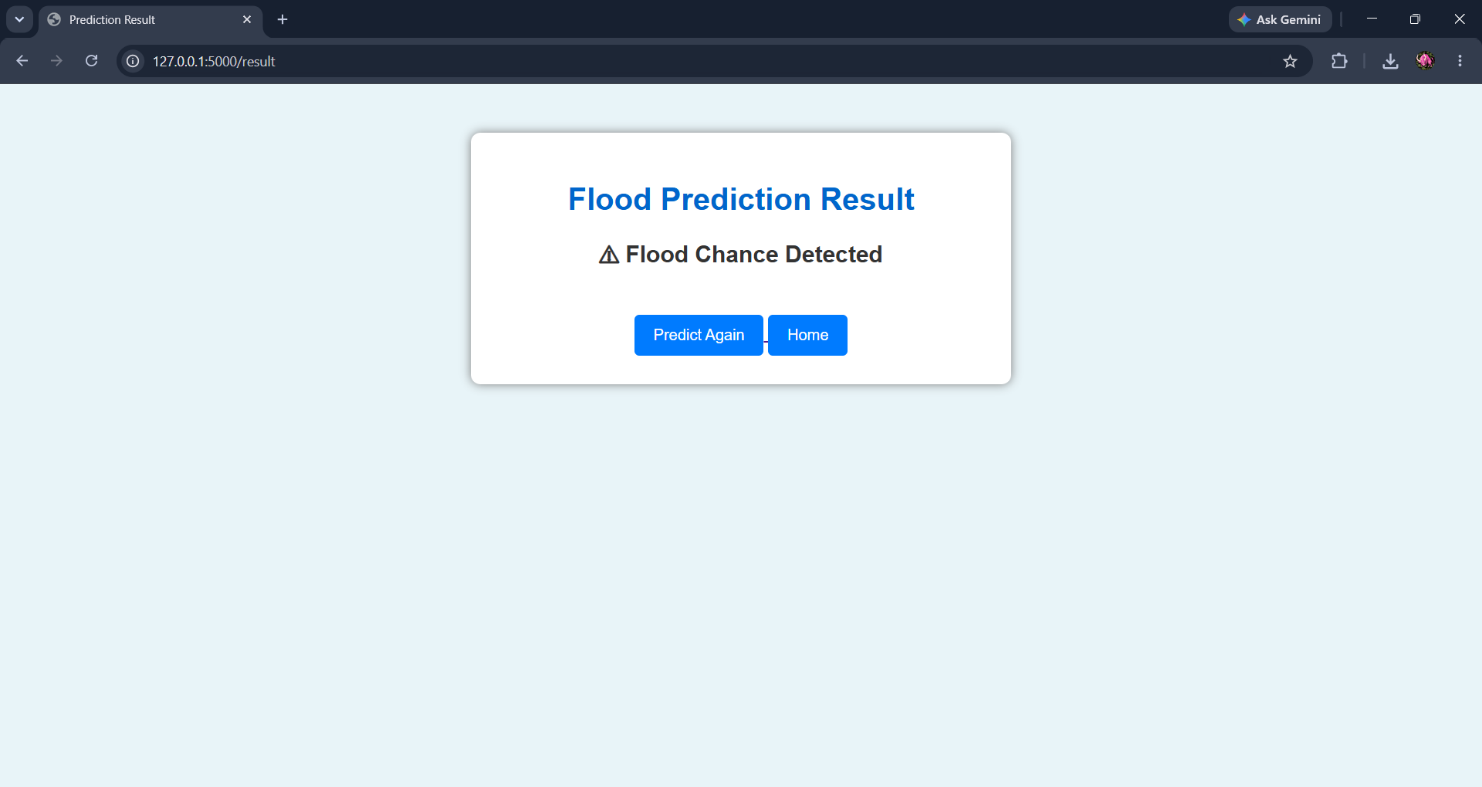 Prediction Result
Ask Gemini
127.0.0.1:5000/result
Flood Prediction Result
⚠ Flood Chance Detected
Predict Again Home